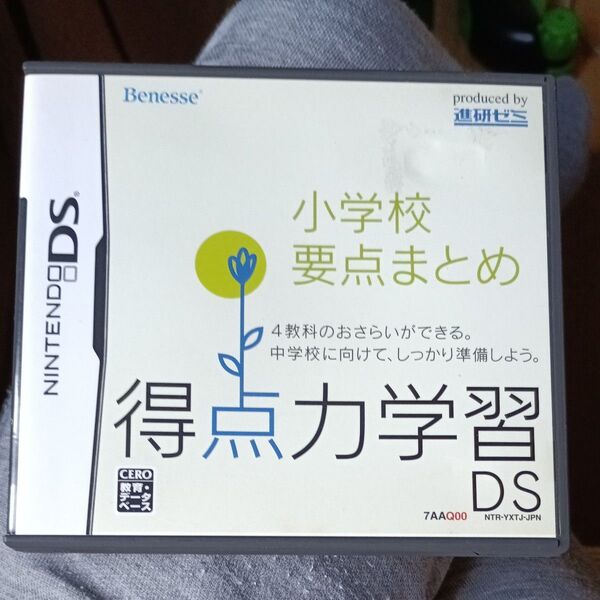 NINTENDO DS®
Benesse®
produced by
進研ゼミ
小学校
要点まとめ
4教科のおさらいができる。
中学校に向けて、しっかり準備しよう。
得点力学習
DS
CERO
教育・
データ
ベース
7AAQ00
NTR-YXTJ-JPN